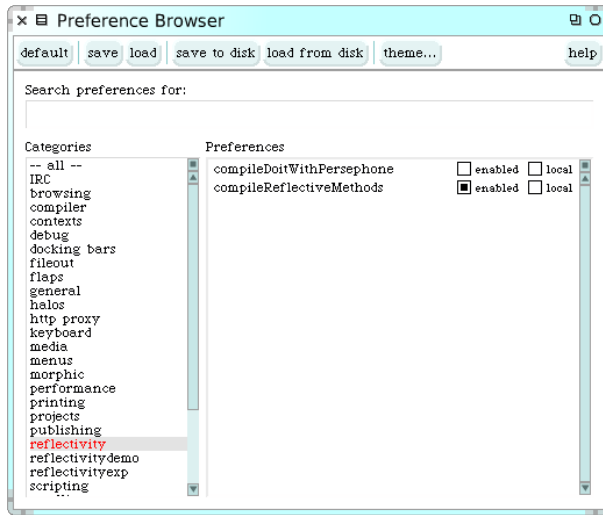 Preference Browser
default save load save to disk load from disk theme... help
Search preferences for:
Categories Preferences
-- all --
IRC
browsing
compiler
contexts
debug
docking bars
fileout
flaps
general
halos
http proxy
keyboard
media
menus
morphic
performance
printing
projects
publishing
reflectivity
reflectivitydemo
reflectivityexp
scripting
compileDoitWithPersephone enabled local
compileReflectiveMethods enabled local